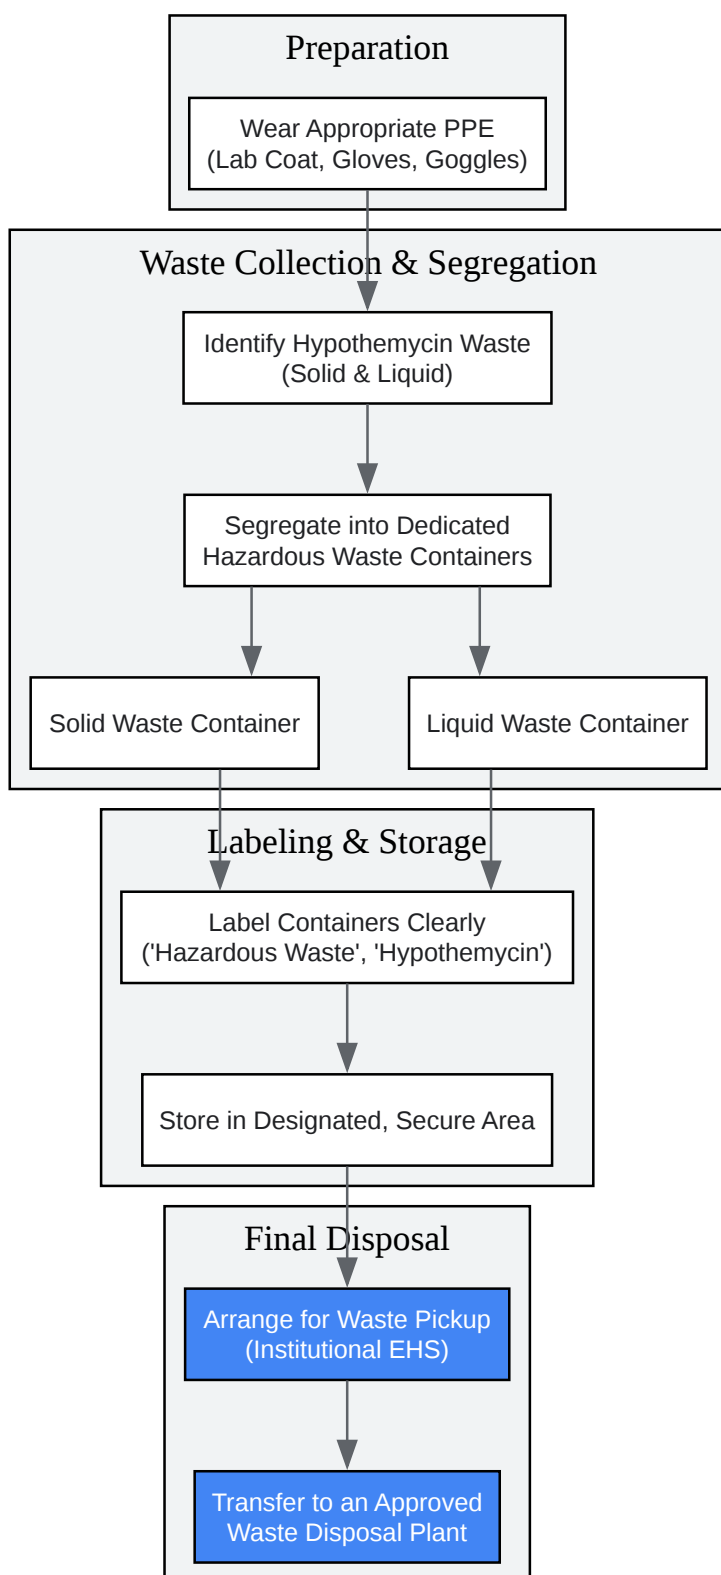 Preparation
Wear Appropriate PPE
(Lab Coat, Gloves, Goggles)
Waste Collection & Segregation
Identify Hypothemycin Waste
(Solid & Liquid)
Segregate into Dedicated
Hazardous Waste Containers
Solid Waste Container
Liquid Waste Container
Labeling & Storage
Label Containers Clearly
('Hazardous Waste', 'Hypothemycin')
Store in Designated, Secure Area
Final Disposal
Arrange for Waste Pickup
(Institutional EHS)
Transfer to an Approved
Waste Disposal Plant